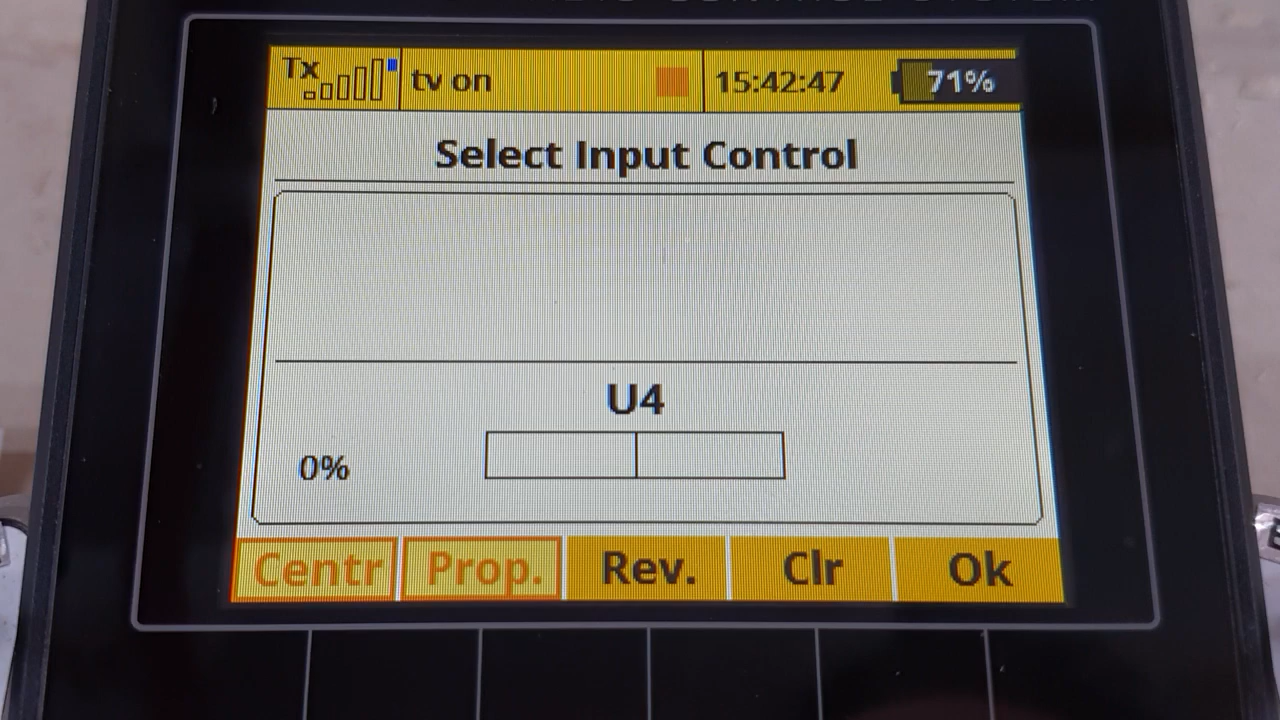 Tx tv on 15:42:47 71%
Select Input Control
U4
0%
Centr Prop. Rev. Clr Ok